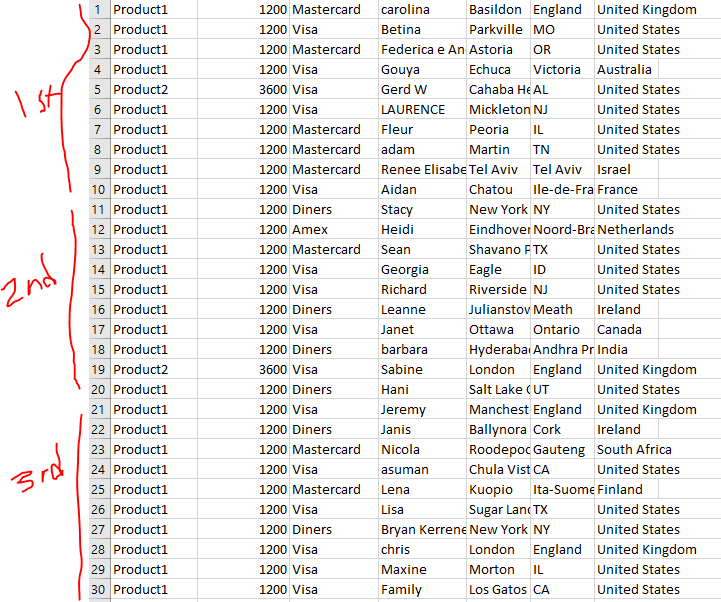 1 Product1 1200 Mastercard carolina Basildon England United Kingdom
2 Product1 1200 Visa Betina Parkville MO United States
3 Product1 1200 Mastercard Federica e An Astoria OR United States
4 Product1 1200 Visa Gouya Echuca Victoria Australia
5 Product2 3600 Visa Gerd W Cahaba He AL United States
6 Product1 1200 Visa LAURENCE Mickleton NJ United States
1st
7 Product1 1200 Mastercard Fleur Peoria IL United States
8 Product1 1200 Mastercard adam Martin TN United States
9 Product1 1200 Mastercard Renee Elisabe Tel Aviv Tel Aviv Israel
10 Product1 1200 Visa Aidan Chatou Ile-de-Fra France
11 Product1 1200 Diners Stacy New York NY United States
12 Product1 1200 Amex Heidi Eindhover Noord-Bra Netherlands
13 Product1 1200 Mastercard Sean Shavano P TX United States
14 Product1 1200 Visa Georgia Eagle ID United States
2nd
15 Product1 1200 Visa Richard Riverside NJ United States
16 Product1 1200 Diners Leanne Julianstow Meath Ireland
17 Product1 1200 Visa Janet Ottawa Ontario Canada
18 Product1 1200 Diners barbara Hyderabad Andhra Pr India
19 Product2 3600 Visa Sabine London England United Kingdom
20 Product1 1200 Diners Hani Salt Lake C UT United States
21 Product1 1200 Visa Jeremy Manchest England United Kingdom
22 Product1 1200 Diners Janis Ballynora Cork Ireland
23 Product1 1200 Mastercard Nicola Roodepoo Gauteng South Africa
3rd
24 Product1 1200 Visa asuman Chula Vist CA United States
25 Product1 1200 Mastercard Lena Kuopio Ita-Suome Finland
26 Product1 1200 Visa Lisa Sugar Land TX United States
27 Product1 1200 Diners Bryan Kerrene New York NY United States
28 Product1 1200 Visa chris London England United Kingdom
29 Product1 1200 Visa Maxine Morton IL United States
30 Product1 1200 Visa Family Los Gatos CA United States